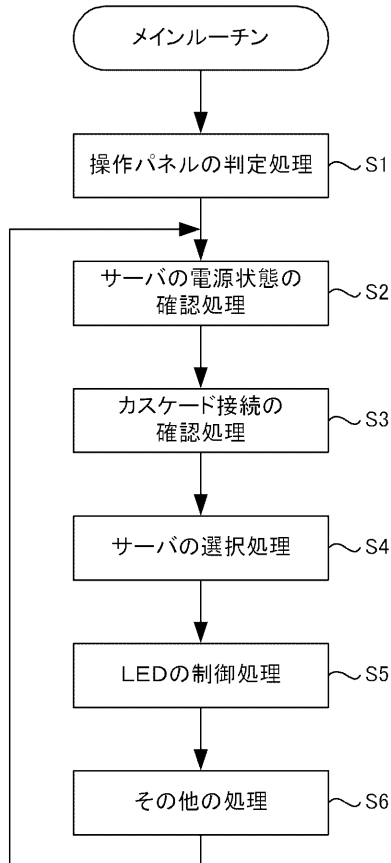 メインルーチン
操作パネルの判定処理 S1
サーバの電源状態の
確認処理 S2
カスケード接続の
確認処理 S3
サーバの選択処理 S4
LEDの制御処理 S5
その他の処理 S6